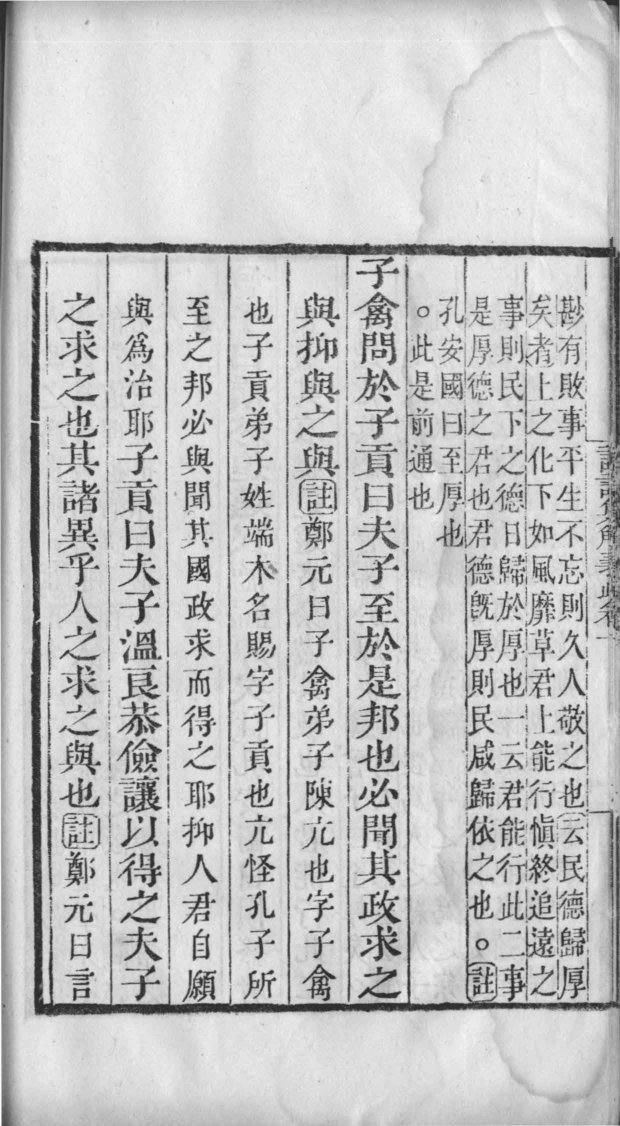 尠有敗事平生不忘則久人敬之也云民德歸厚
矣者上之化下如風靡草君上能行慎終追遠之
事則民下之德日歸於厚也一云君能行此二事
是厚德之君也君德既厚則民咸歸依之也。註
孔安國曰至厚也
。此是前通也
子禽問於子貢曰夫子至於是邦也必聞其政求之
與抑與之與註鄭元曰子禽弟子陳亢也字子禽
也子貢弟子姓端木名賜字子貢也亢怪孔子所
至之邦必與聞其國政求而得之耶抑人君自願
與為治耶子貢曰夫子溫良恭儉讓以得之夫子
之求之也其諸異乎人之求之與也註鄭元曰言